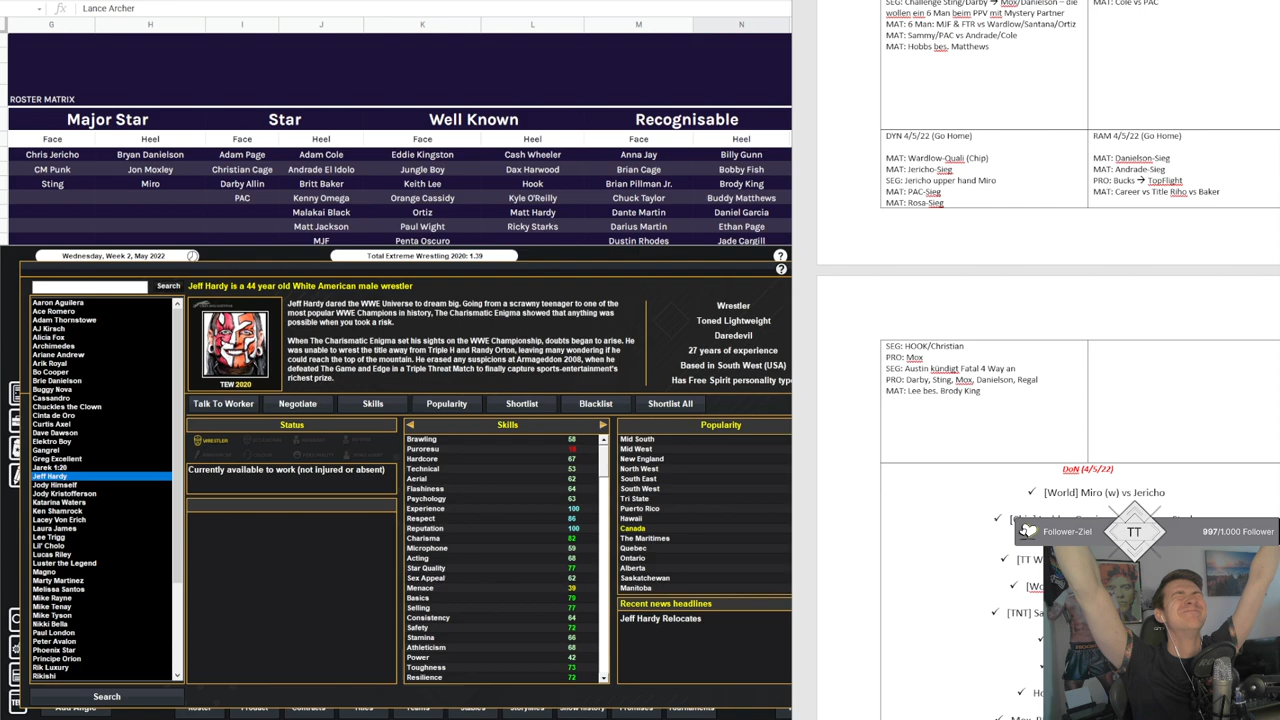 fx Lance Archer
G H I J K L M N
ROSTER MATRIX
Major Star Star Well Known Recognisable
Face Heel Face Heel Face Heel Face Heel
Chris Jericho Bryan Danielson Adam Page Adam Cole Eddie Kingston Cash Wheeler Anna Jay Billy Gunn
CM Punk Jon Moxley Christian Cage Andrade El Idolo Jungle Boy Dax Harwood Brian Cage Bobby Fish
Sting Miro Darby Allin Britt Baker Keith Lee Hook Brian Pillman Jr. Brody King
PAC Kenny Omega Orange Cassidy Kyle O'Reilly Chuck Taylor Buddy Matthews
Malakai Black Ortiz Matt Hardy Dante Martin Daniel Garcia
Matt Jackson Paul Wight Ricky Starks Darius Martin Ethan Page
MJF Penta Oscuro Dustin Rhodes Jade Cargill
Wednesday, Week 2, May 2022 Total Extreme Wrestling 2020: 1.39 ?
?
Search
Aaron Aguilera
Ace Romero
Adam Thornstowe
AJ Kirsch
Alicia Fox
Archimedes
Ariane Andrew
Arik Royal
Bo Cooper
Brie Danielson
Buggy Nova
Cassandro
Chuckles the Clown
Cinta de Oro
Curtis Axel
Dave Dawson
Elektro Boy
Gangrel
Greg Excellent
Jarek 1:20
Jeff Hardy
Jody Himself
Jody Kristofferson
Katarina Waters
Ken Shamrock
Lacey Von Erich
Laura James
Lee Trigg
Lil' Cholo
Lucas Riley
Luster the Legend
Magno
Marty Martinez
Melissa Santos
Mike Rayne
Mike Tenay
Mike Tyson
Nikki Bella
Paul London
Peter Avalon
Phoenix Star
Principe Orion
Rik Luxury
Rikishi
Search
Jeff Hardy is a 44 year old White American male wrestler
TEW 2020
Jeff Hardy dared the WWE Universe to dream big. Going from a scrawny teenager to one of the
most popular WWE Champions in history, The Charismatic Enigma showed that anything was
possible when you took a risk.
When The Charismatic Enigma set his sights on the WWE Championship, doubts began to arise. He
was unable to wrest the title away from Triple H and Randy Orton, leaving many wondering if he
could reach the top of the mountain. He erased any suspicions at Armageddon 2008, when he
defeated The Game and Edge in a Triple Threat Match to finally capture sports-entertainment's
richest prize.
Wrestler
Toned Lightweight
Daredevil
27 years of experience
Based in South West (USA)
Has Free Spirit personality typ
Talk To Worker Negotiate Skills Popularity Shortlist Blacklist Shortlist All
Status
WRESTLER
Currently available to work (not injured or absent)
Skills
Brawling 58
Puroresu
Hardcore 67
Technical 53
Aerial 62
Flashiness 64
Psychology 63
Experience 100
Respect 86
Reputation 100
Charisma 82
Microphone 59
Acting 68
Star Quality 77
Sex Appeal 62
Menace 39
Basics 79
Selling 77
Consistency 64
Safety 72
Stamina 66
Athleticism 68
Power 42
Toughness 73
Resilience 72
Popularity
Mid South
Mid West
New England
North West
South East
South West
Tri State
Puerto Rico
Hawaii
Canada
The Maritimes
Quebec
Ontario
Alberta
Saskatchewan
Manitoba
Recent news headlines
Jeff Hardy Relocates
SEG: Challenge Sting/Darby → Mox/Danielson – die
wollen ein 6 Man beim PPV mit Mystery Partner
MAT: 6 Man: MJF & FTR vs Wardlow/Santana/Ortiz
MAT: Sammy/PAC vs Andrade/Cole
MAT: Hobbs bes. Matthews
MAT: Cole vs PAC
DYN 4/5/22 (Go Home)
MAT: Wardlow-Quali (Chip)
MAT: Jericho-Sieg
SEG: Jericho upper hand Miro
MAT: PAC-Sieg
MAT: Rosa-Sieg
RAM 4/5/22 (Go Home)
MAT: Danielson-Sieg
MAT: Andrade-Sieg
PRO: Bucks → TopFlight
MAT: Career vs Title Riho vs Baker
SEG: HOOK/Christian
PRO: Mox
SEG: Austin kündigt Fatal 4 Way an
PRO: Darby, Sting, Mox, Danielson, Regal
MAT: Lee bes. Brody King
DoN (4/5/22)
✓ [World] Miro (w) vs Jericho
✓
✓ [TT
✓
✓ [TNT]
✓
✓
Follower-Ziel TT 997/1.000 Follower